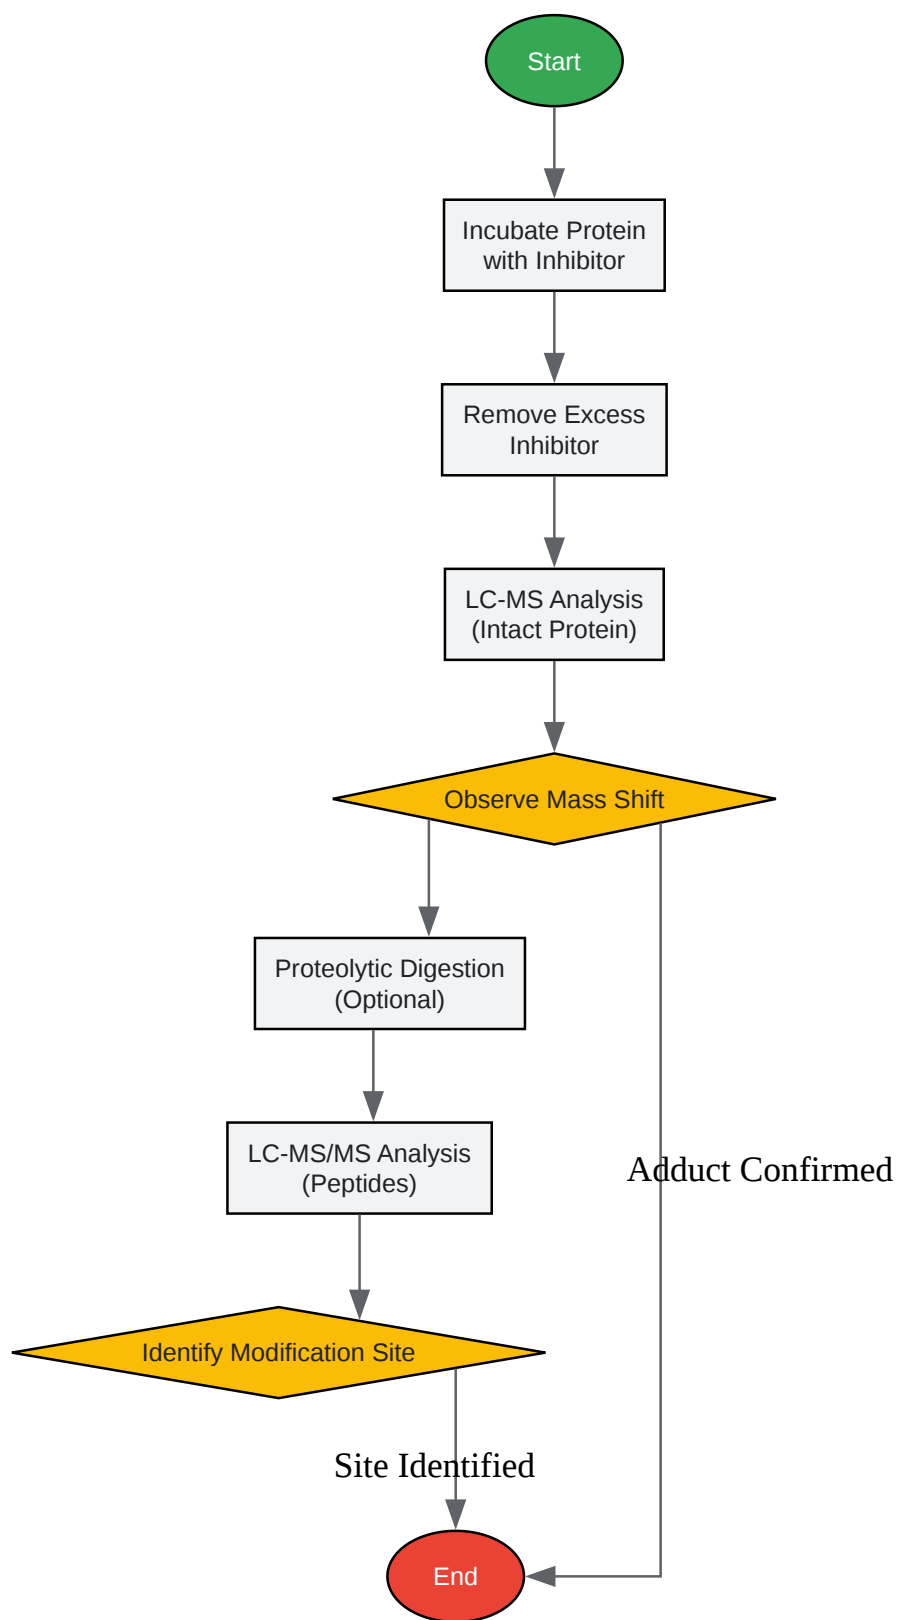 Start
Incubate Protein
with Inhibitor
Remove Excess
Inhibitor
LC-MS Analysis
(Intact Protein)
Observe Mass Shift
Proteolytic Digestion
(Optional)
LC-MS/MS Analysis
(Peptides)
Adduct Confirmed
Identify Modification Site
Site Identified
End